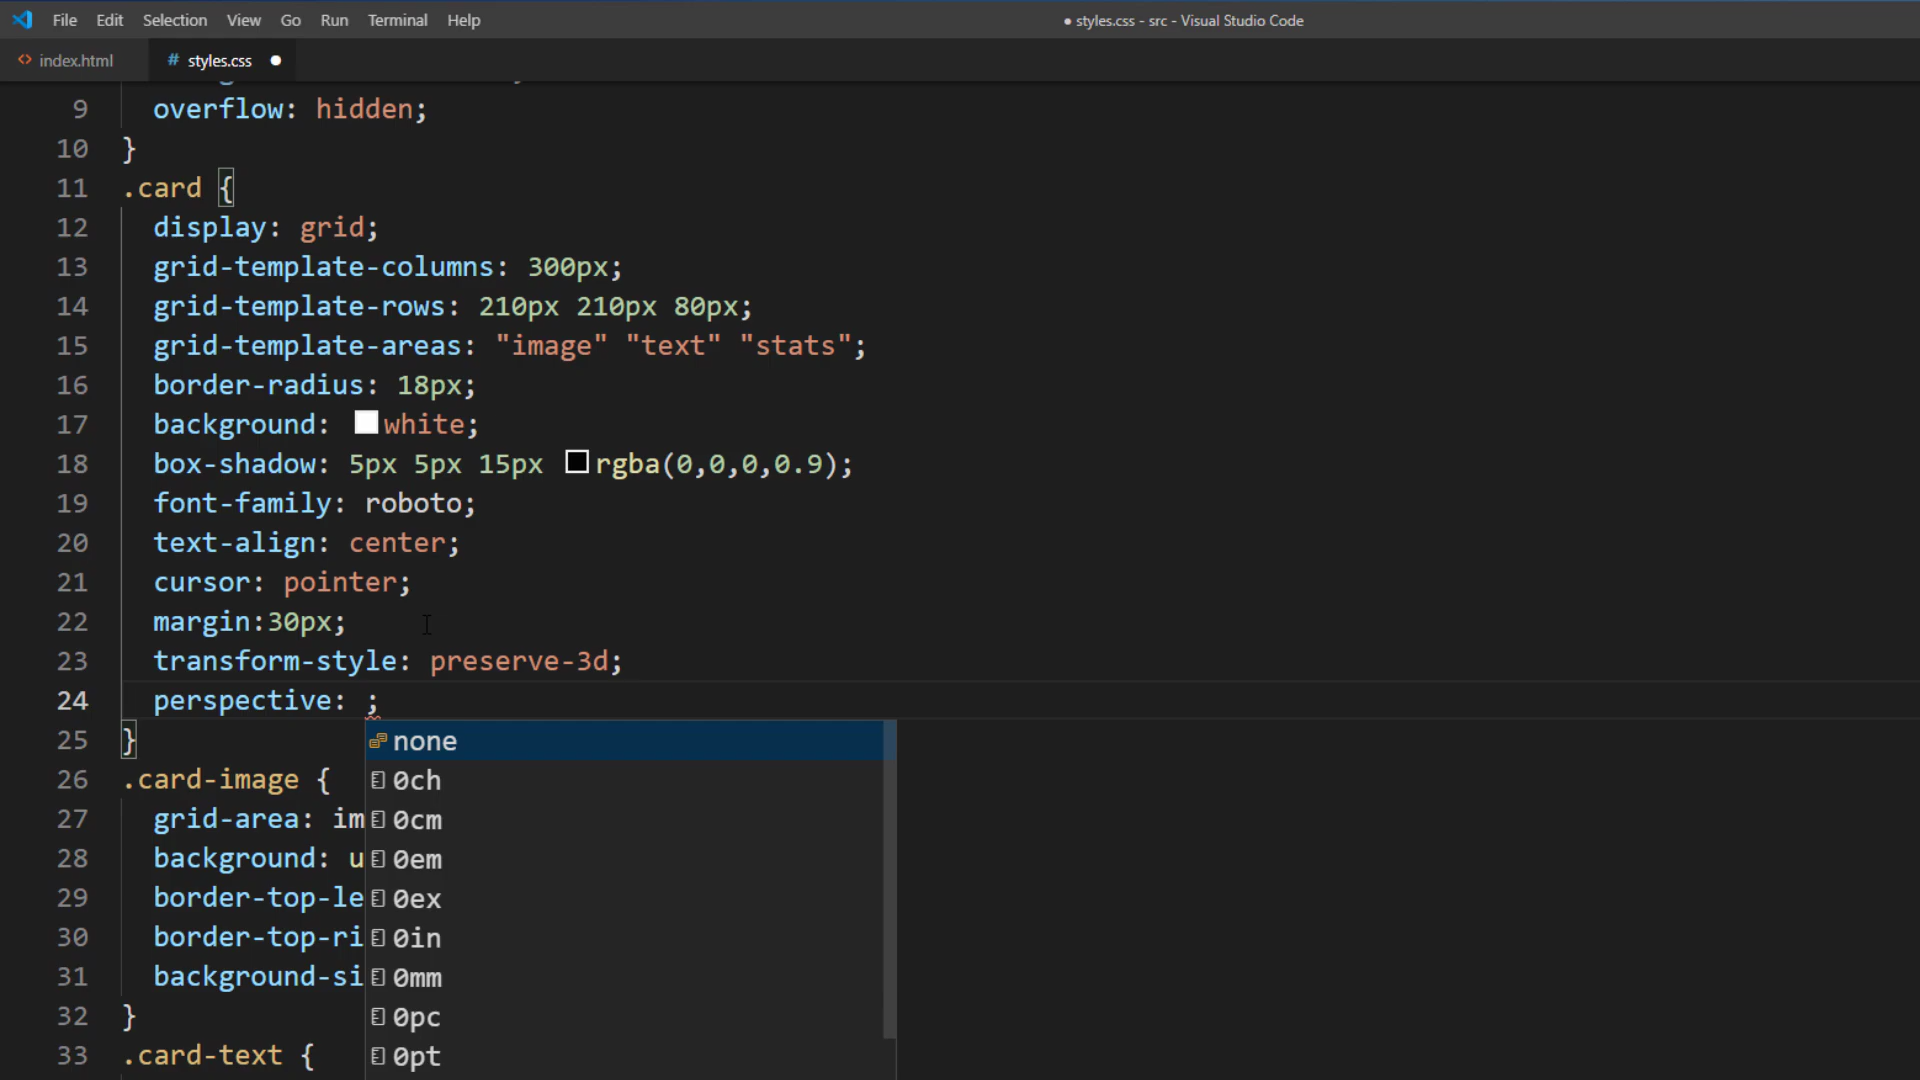 File Edit Selection View Go Run Terminal Help
● styles.css - src - Visual Studio Code
<> index.html
# styles.css ●
9 overflow: hidden;
10 }
11 .card {
12 display: grid;
13 grid-template-columns: 300px;
14 grid-template-rows: 210px 210px 80px;
15 grid-template-areas: "image" "text" "stats";
16 border-radius: 18px;
17 background: white;
18 box-shadow: 5px 5px 15px rgba(0,0,0,0.9);
19 font-family: roboto;
20 text-align: center;
21 cursor: pointer;
22 margin:30px;
23 transform-style: preserve-3d;
24 perspective: ;
25 }
none
26 .card-image {
0ch
27 grid-area: im
0cm
28 background: u
0em
29 border-top-le
0ex
30 border-top-ri
0in
31 background-si
0mm
32 }
0pc
33 .card-text {
0pt